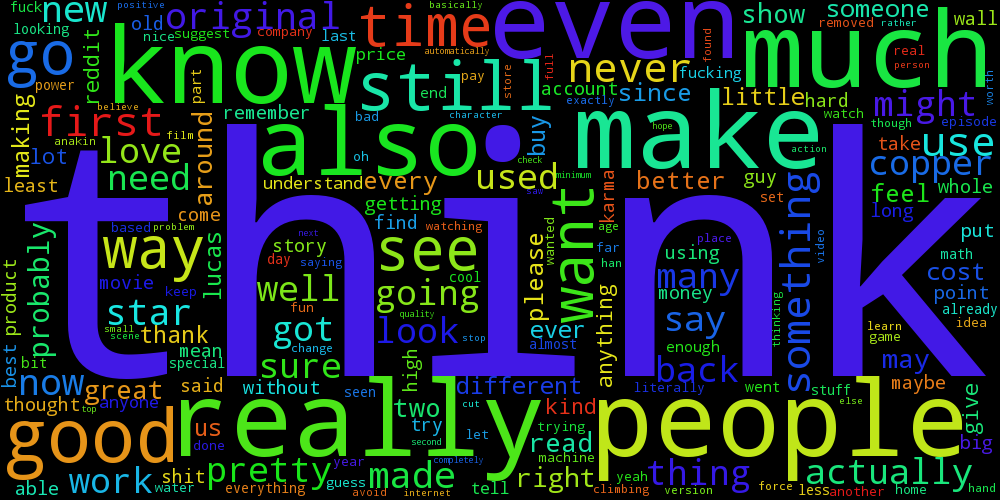 fuck new looking old positive nice suggest original company time last basically even show someone removed rather wall
go power reddit know part price still automatically pay store full found never fucking much real person worth
making first believe anakin film love remember bad end account character exactly since little hard watch might though episode
lot need around also oh buy make hope action take use copper
least understand every used check minimum saw karma better guy set feel whole
come getting find watching wanted want age something long put
probably based problem way lucas story day next saying see cool please far han place using video math
movie keep well fun going quality anything many money cost point already
best product star small scene thank got change look stop ever almost say enough thinking learn game idea
bit mean special sure high without seen different back literally went may maybe
now great said two kind stuff else give
thought top anyone good us done really try second cut let completely trying read people big
able work water shit everything pretty year guess avoid made internet tell right machine climbing yeah thing version force less another actually home hand
think